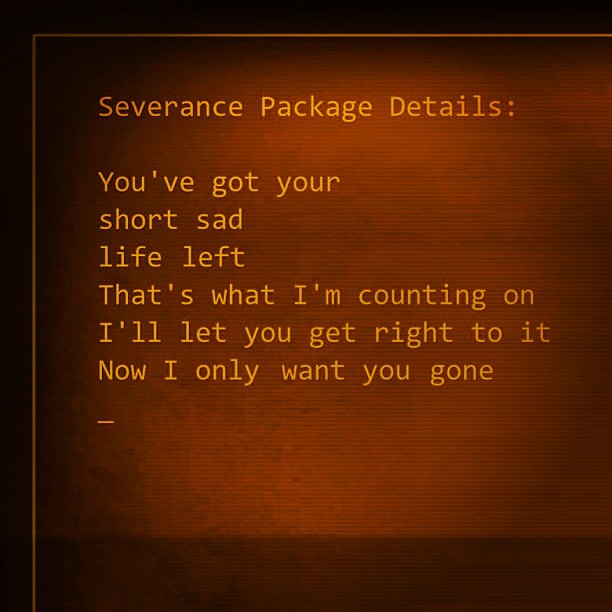 Severance Package Details:
You've got your
short sad
life left
That's what I'm counting on
I'll let you get right to it
Now I only want you gone
_